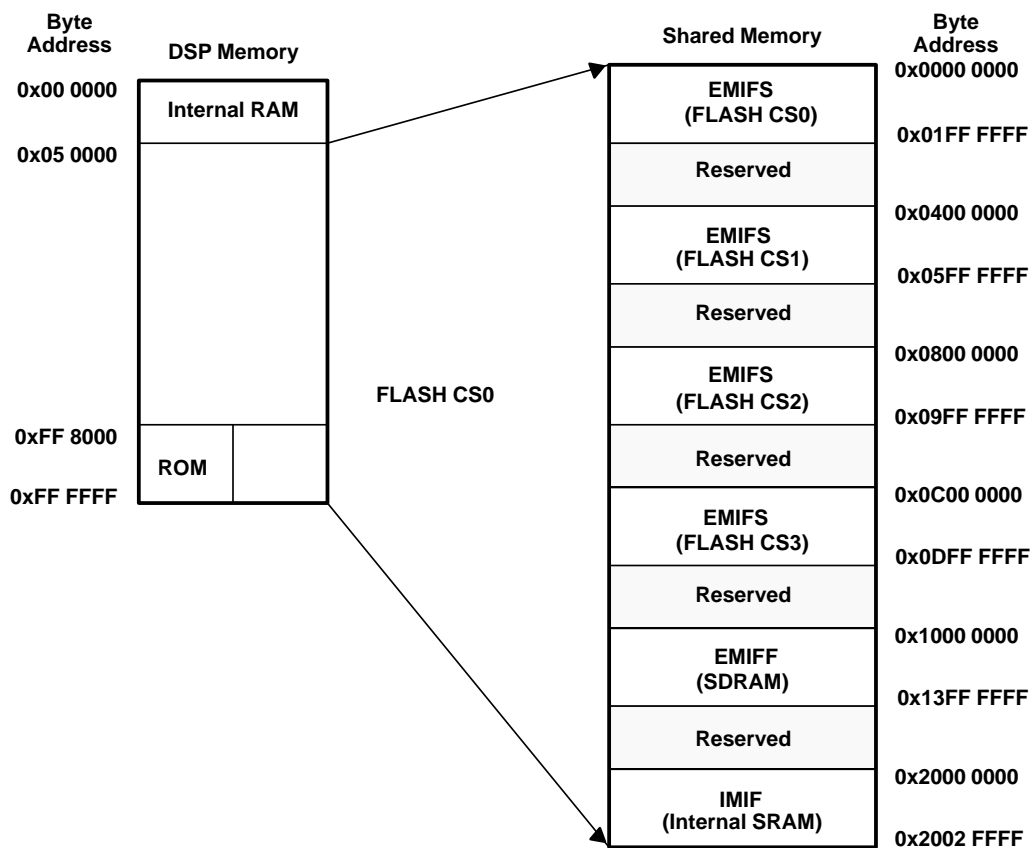 Byte
Address
DSP Memory
0x00 0000
Internal RAM
0x05 0000
0xFF 8000
ROM
0xFF FFFF
FLASH CS0
Shared Memory
Byte
Address
0x0000 0000
EMIFS
(FLASH CS0)
0x01FF FFFF
Reserved
0x0400 0000
EMIFS
(FLASH CS1)
0x05FF FFFF
Reserved
0x0800 0000
EMIFS
(FLASH CS2)
0x09FF FFFF
Reserved
0x0C00 0000
EMIFS
(FLASH CS3)
0x0DFF FFFF
Reserved
0x1000 0000
EMIFF
(SDRAM)
0x13FF FFFF
Reserved
0x2000 0000
IMIF
(Internal SRAM)
0x2002 FFFF